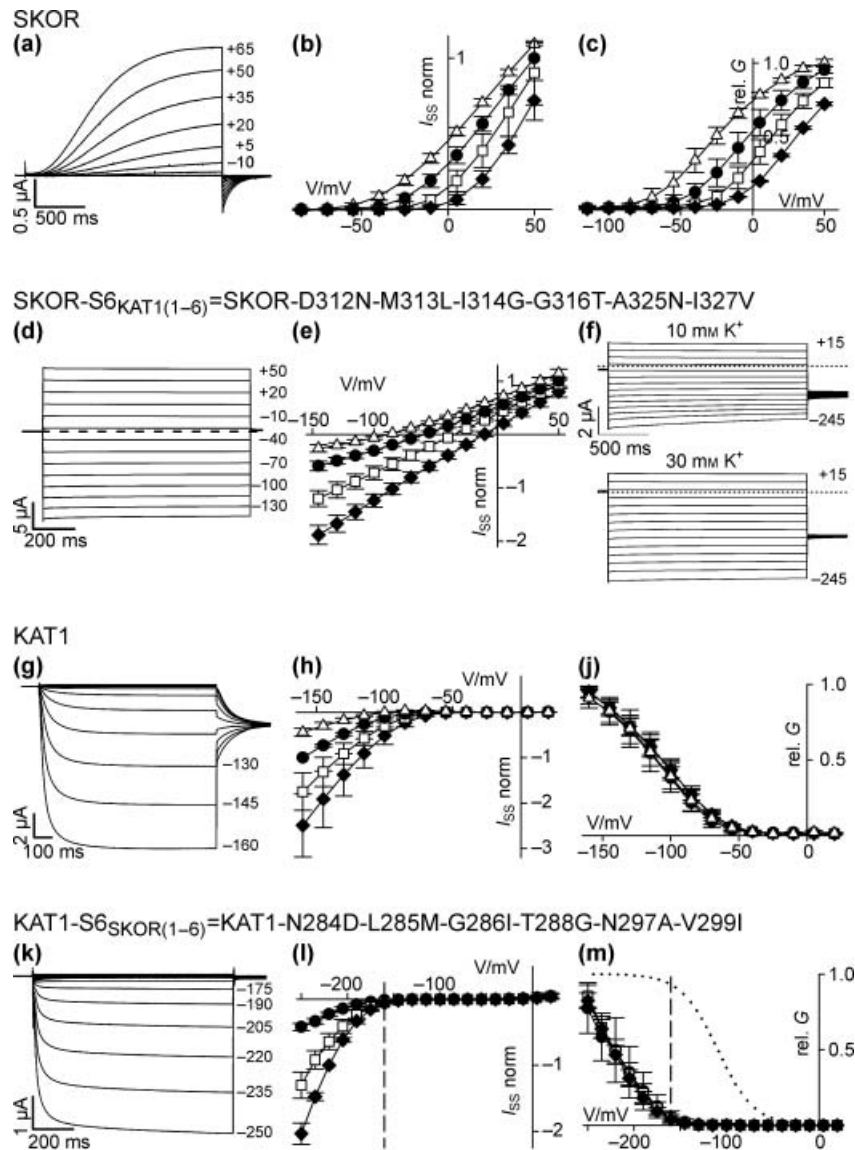 SKOR
(a)
+65
+50
+35
+20
+5
−10
0.5 µA
500 ms
(b)
1
I_SS norm
V/mV
−50
0
50
(c)
1.0
rel. G
0.5
V/mV
−100
−50
0
50
SKOR-S6KAT1(1–6)=SKOR-D312N-M313L-I314G-G316T-A325N-I327V
(d)
+50
+20
−10
−40
−70
−100
−130
5 µA
200 ms
(e)
V/mV
−150
−100
1
50
−1
−2
I_SS norm
(f)
10 mM K+
+15
−245
2 µA
500 ms
30 mM K+
+15
−245
KAT1
(g)
−130
−145
−160
2 µA
100 ms
(h)
V/mV
−150
−100
−50
−1
−2
−3
I_SS norm
(j)
1.0
0.5
rel. G
V/mV
−150
−100
−50
0
KAT1-S6SKOR(1–6)=KAT1-N284D-L285M-G286I-T288G-N297A-V299I
(k)
−175
−190
−205
−220
−235
−250
1 µA
200 ms
(l)
V/mV
−200
−100
−1
−2
I_SS norm
(m)
1.0
0.5
rel. G
V/mV
−200
−100
0